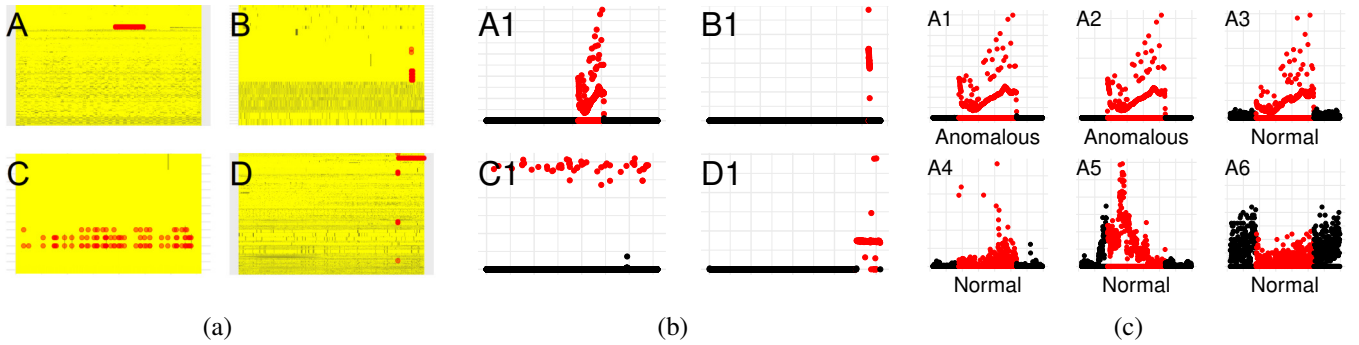 A
B
A1
B1
A1
A2
A3
Anomalous
Anomalous
Normal
C
D
C1
D1
A4
A5
A6
Normal
Normal
Normal
(a)
(b)
(c)